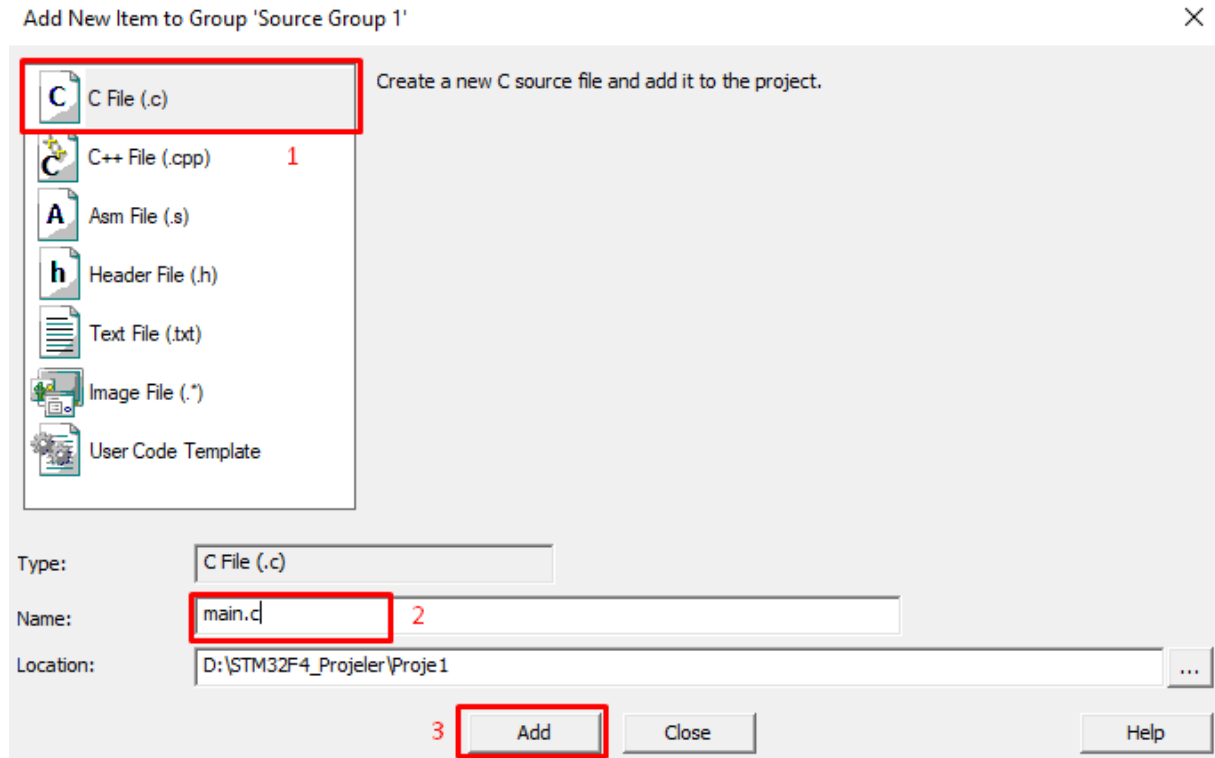 Add New Item to Group 'Source Group 1'
C
C File (.c)
Create a new C source file and add it to the project.
C
C++ File (.cpp)
1
A
Asm File (.s)
h
Header File (.h)
Text File (.txt)
Image File (.*)
User Code Template
Type:
C File (.c)
Name:
main.c
2
Location:
D:\STM32F4_Projeler\Proje1
...
3
Add
Close
Help